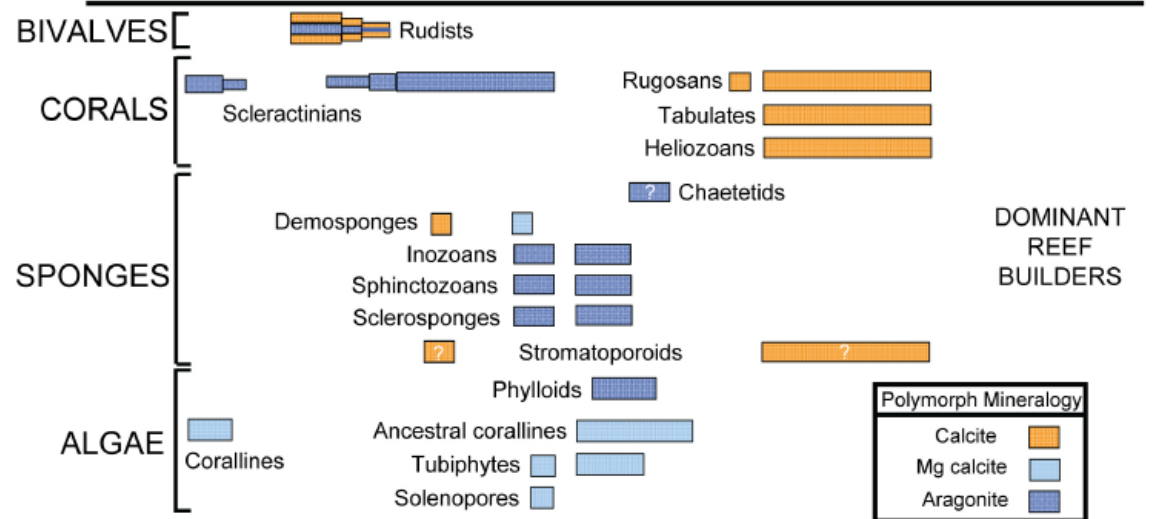 BIVALVES
Rudists
CORALS
Scleractinians
Rugosans
Tabulates
Heliozoans
SPONGES
? Chaetetids
Demosponges
Inozoans
Sphinctozoans
Sclerosponges
? Stromatoporoids ?
DOMINANT
REEF
BUILDERS
ALGAE
Phylloids
Ancestral corallines
Corallines
Tubiphytes
Solenopores
Polymorph Mineralogy
Calcite
Mg calcite
Aragonite